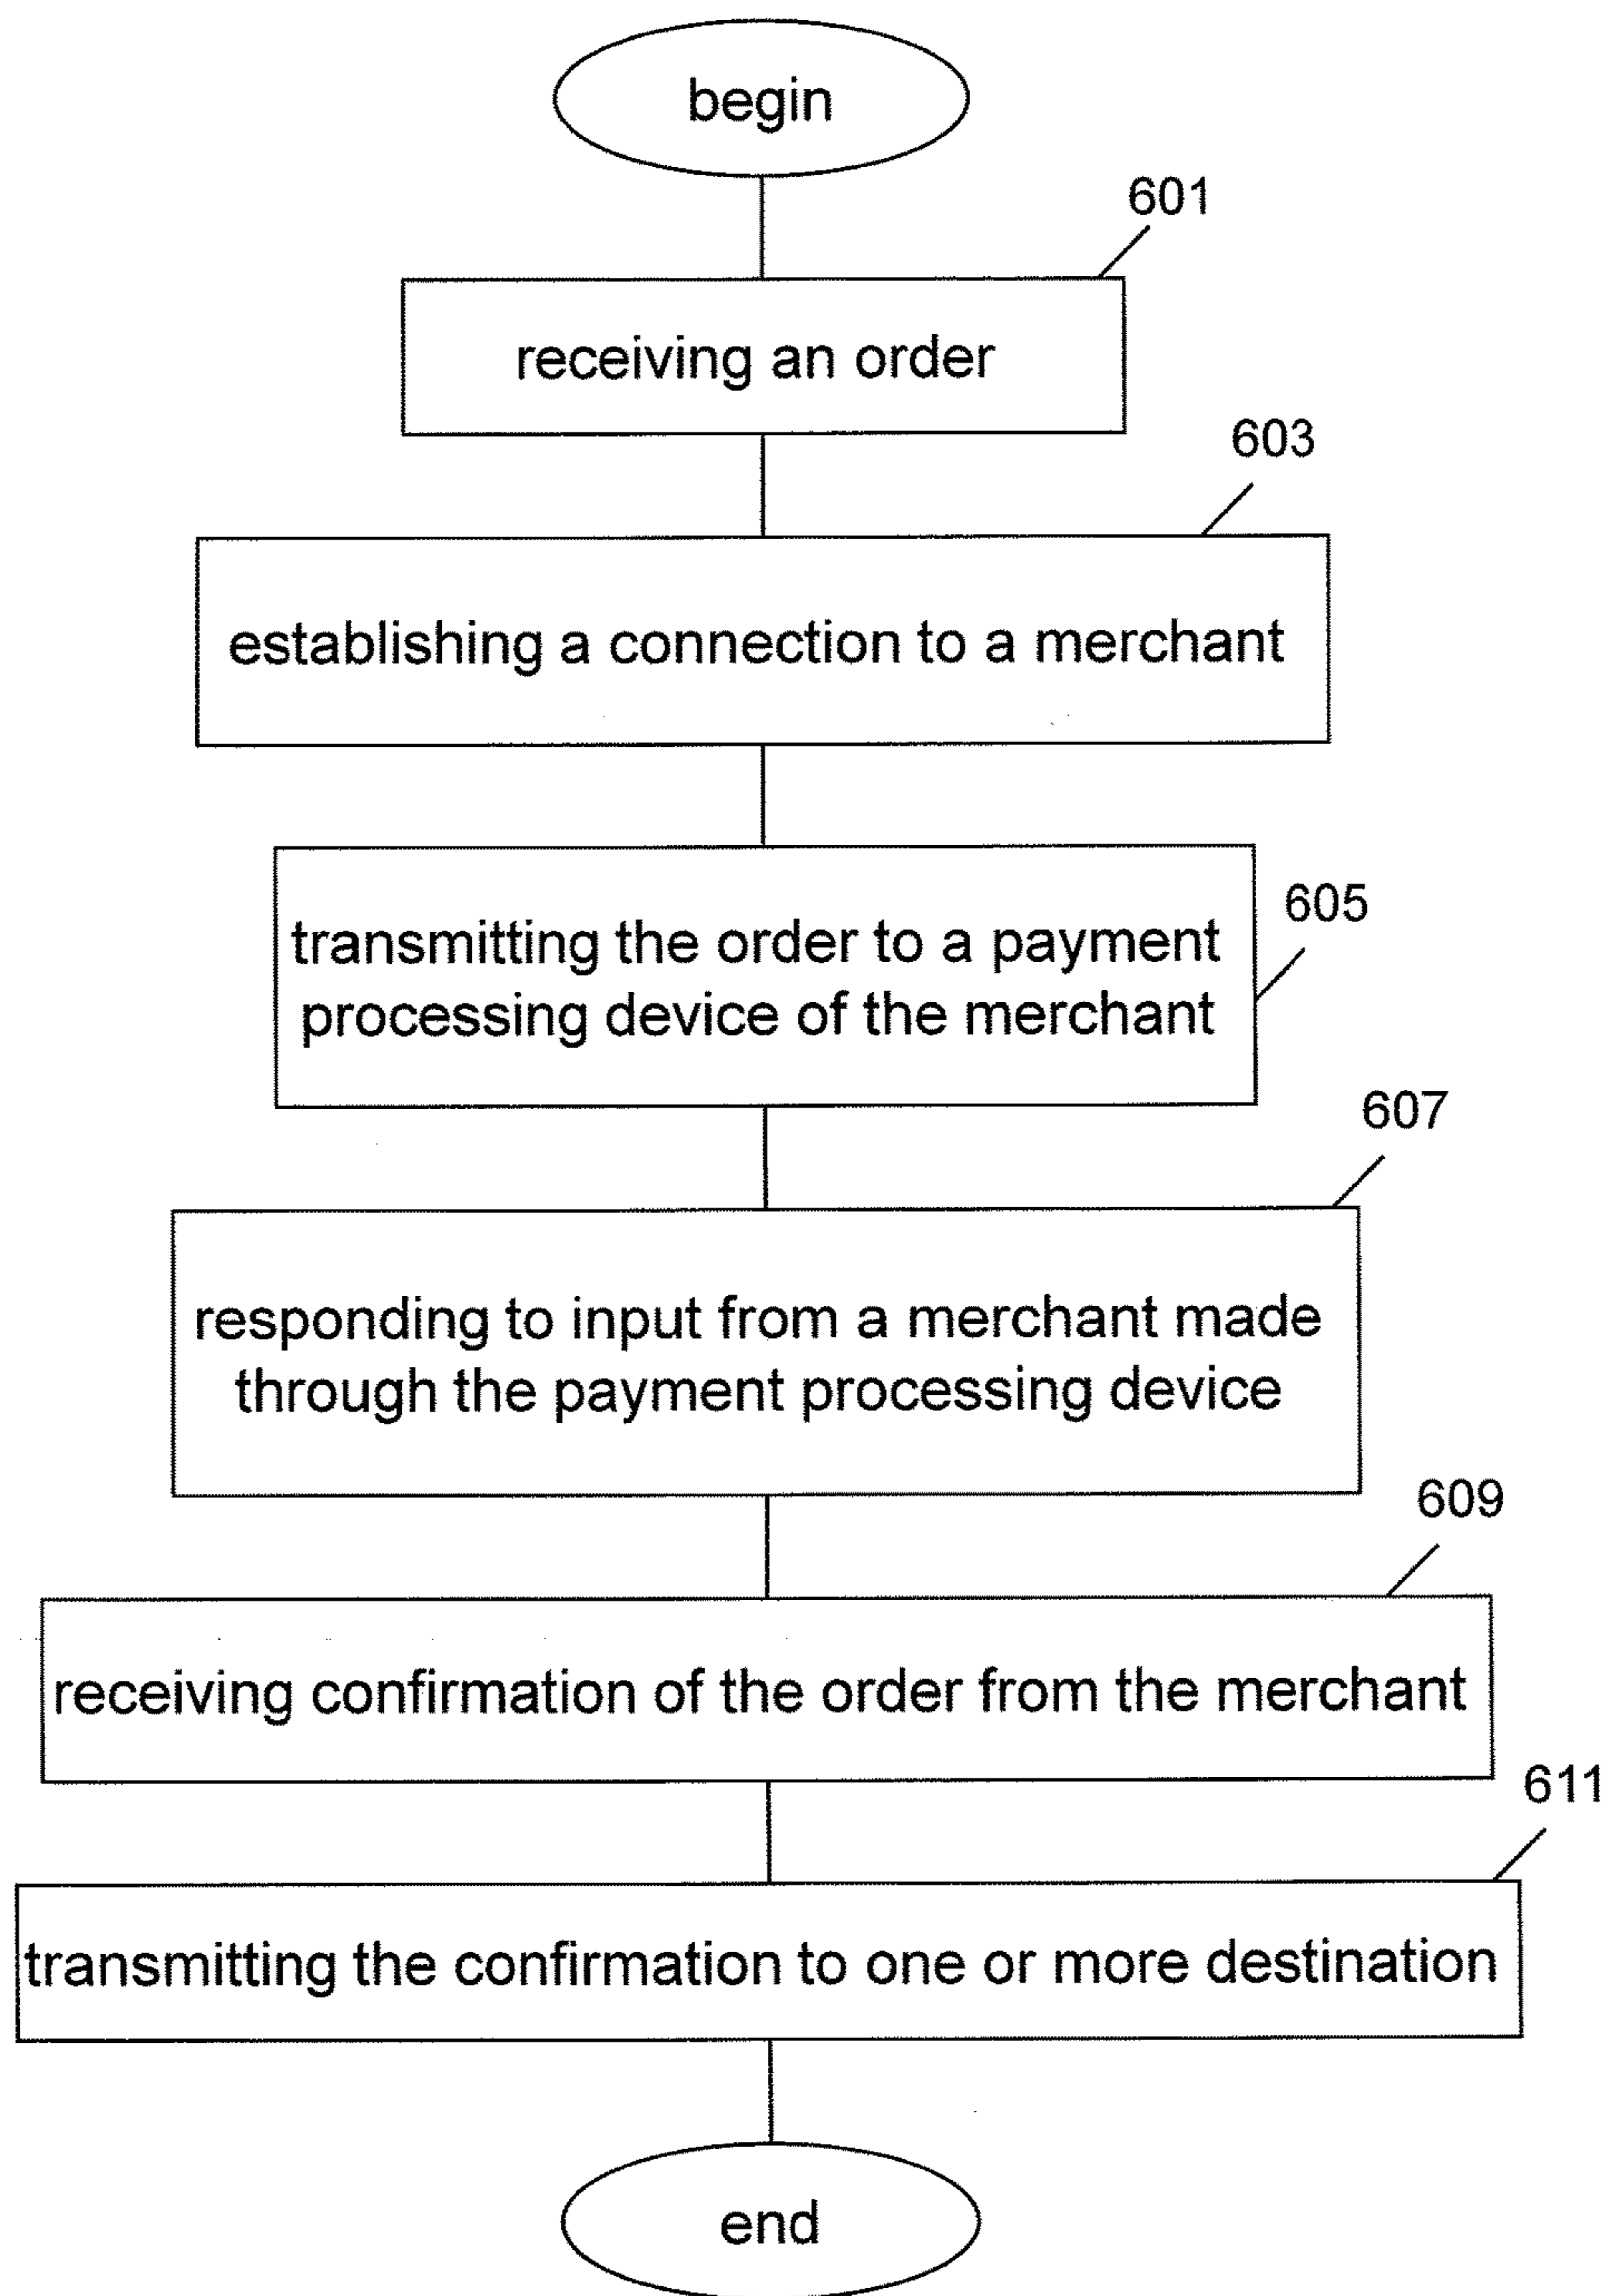 begin
601
receiving an order
603
establishing a connection to a merchant
605
transmitting the order to a payment
processing device of the merchant
607
responding to input from a merchant made
through the payment processing device
609
receiving confirmation of the order from the merchant
611
transmitting the confirmation to one or more destination
end